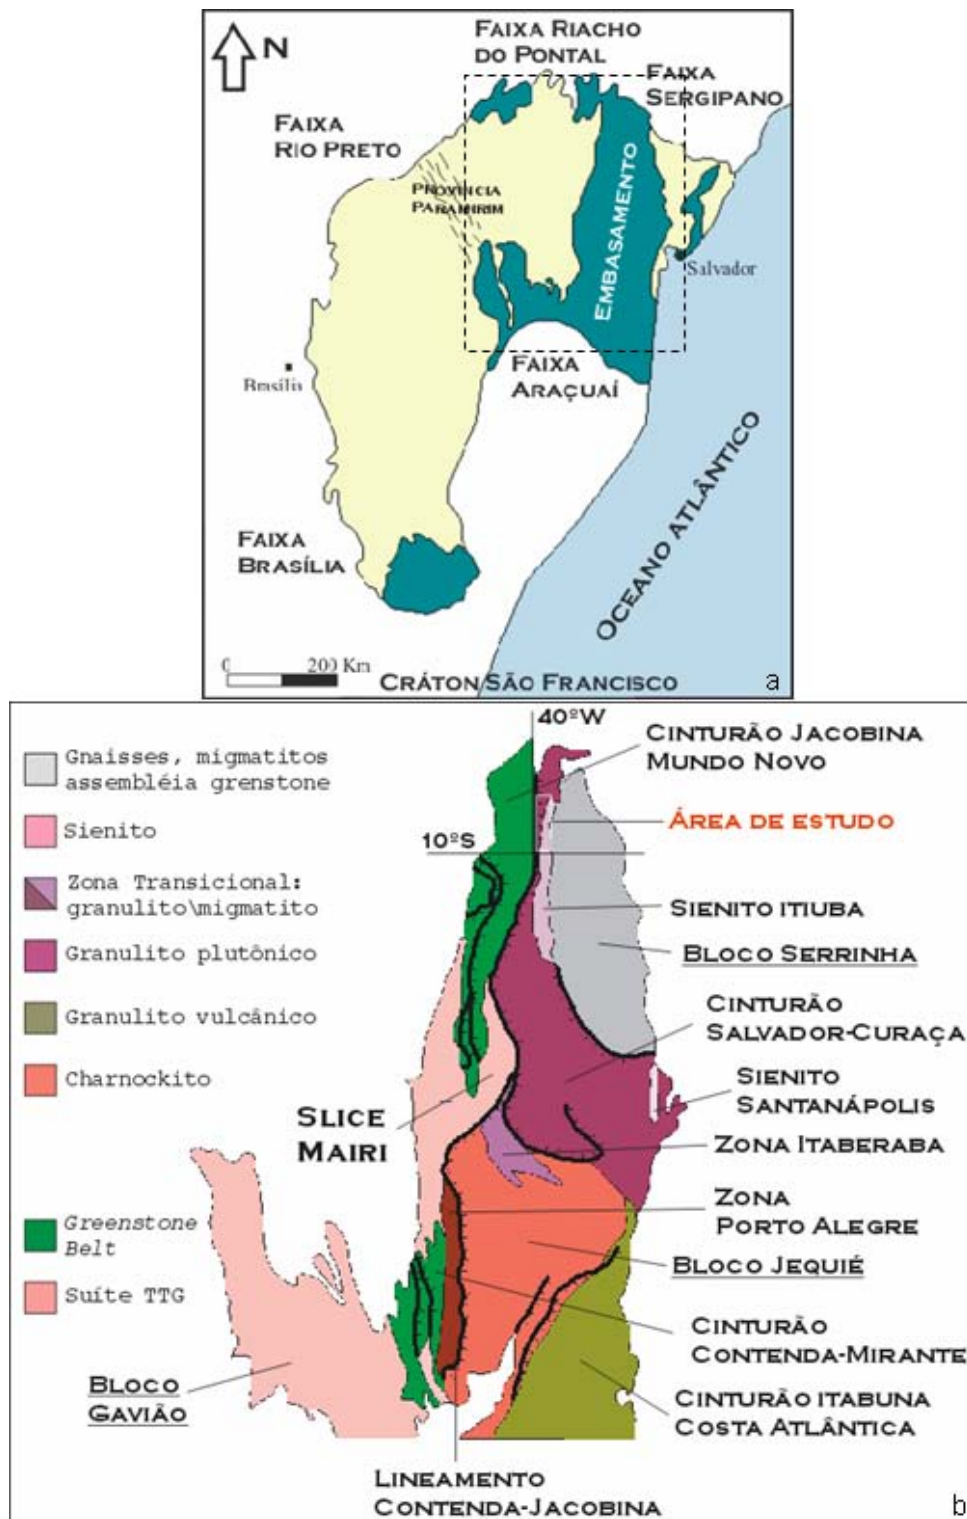 FAIXA RIACHO
DO PONTAL
N
FAIXA
SERGIPANO
FAIXA
RIO PRETO
PROVINCIA
PARAMIRIM
EMBASAMENTO
Salvador
Brasília
FAIXA
ARAÇUAÍ
OCEANO ATLÂNTICO
FAIXA
BRASÍLIA
0
200 Km
CRÁTON SÃO FRANCISCO
a
40ºW
CINTURÃO JACOBINA
MUNDO NOVO
Gnaisses, migmatitos
assembléia grenstone
ÁREA DE ESTUDO
Sienito
10ºS
Zona Transicional:
granulito\migmatito
SIENITO ITIUBA
Granulito plutônico
BLOCO SERRINHA
Granulito vulcânico
CINTURÃO
SALVADOR-CURAÇA
Charnockito
SIENITO
SANTANÁPOLIS
SLICE
MAIRI
ZONA ITABERABA
ZONA
PORTO ALEGRE
Greenstone
Belt
BLOCO JEQUIÉ
Suíte TTG
CINTURÃO
CONTENDA-MIRANTE
BLOCO
GAVIÃO
CINTURÃO ITABUNA
COSTA ATLÂNTICA
LINEAMENTO
CONTENDA-JACOBINA
b